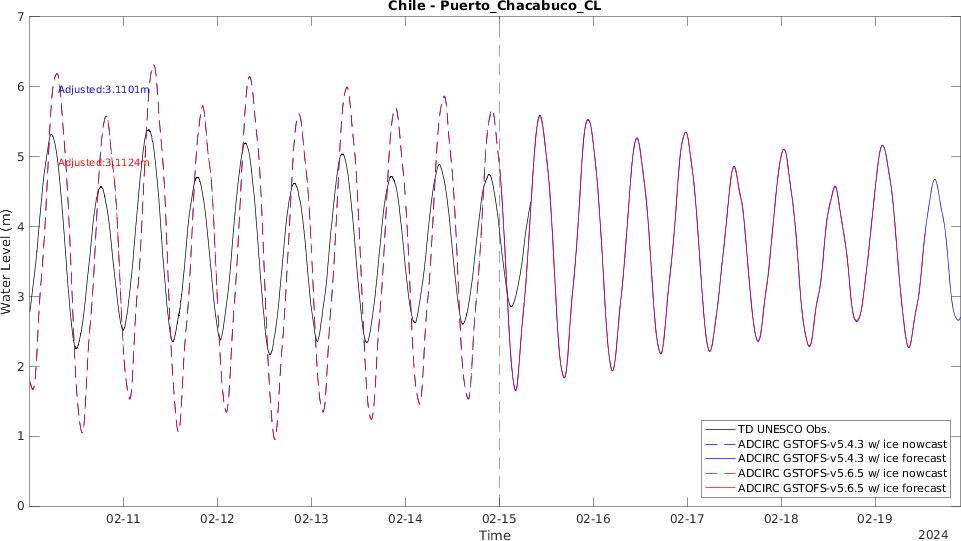 Chile - Puerto_Chacabuco_CL
7
6
5
4
3
2
1
0
Water Level (m)
Adjusted:3.1101m
Adjusted:3.1124m
TD UNESCO Obs.
ADCIRC GSTOFS-v5.4.3 w/ ice nowcast
ADCIRC GSTOFS-v5.4.3 w/ ice forecast
ADCIRC GSTOFS-v5.6.5 w/ ice nowcast
ADCIRC GSTOFS-v5.6.5 w/ ice forecast
02-11 02-12 02-13 02-14 02-15 02-16 02-17 02-18 02-19
Time
2024